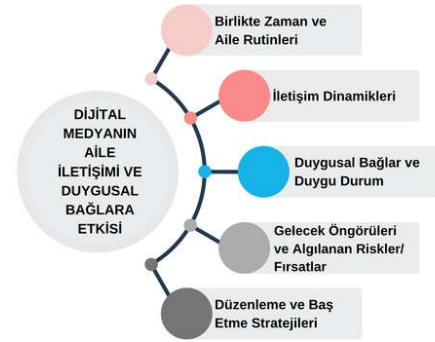 DİJİTAL
MEDYANIN
AİLE
İLETİŞİMİ VE
DUYGUSAL
BAĞLARA
ETKİSİ
Birlikte Zaman ve
Aile Rutinleri
İletişim Dinamikleri
Duygusal Bağlar ve
Duygu Durum
Gelecek Öngörüleri
ve Algılanan Riskler/
Fırsatlar
Düzenleme ve Baş
Etme Stratejileri